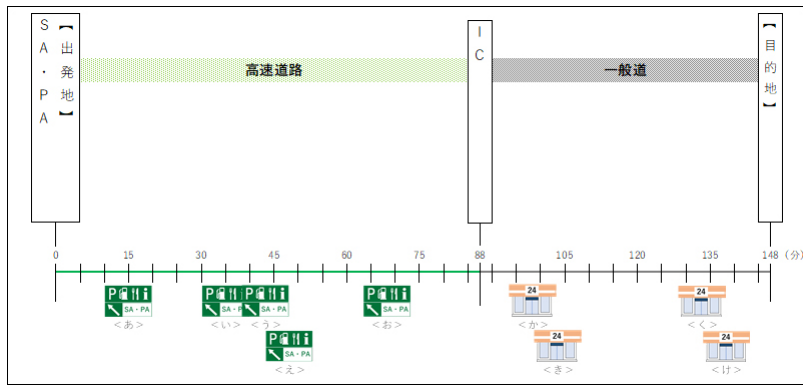 【出発地】
SA・PA
高速道路
IC
一般道
【目的地】
0 15 30 45 60 75 88 105 120 135 148 (分)
P i P i P i P i
SA・PA SA・P SA・PA SA・PA
24 24
<あ> <い> <う> <お> <か> <く>
P i
SA・PA
24 24
<え> <き> <け>